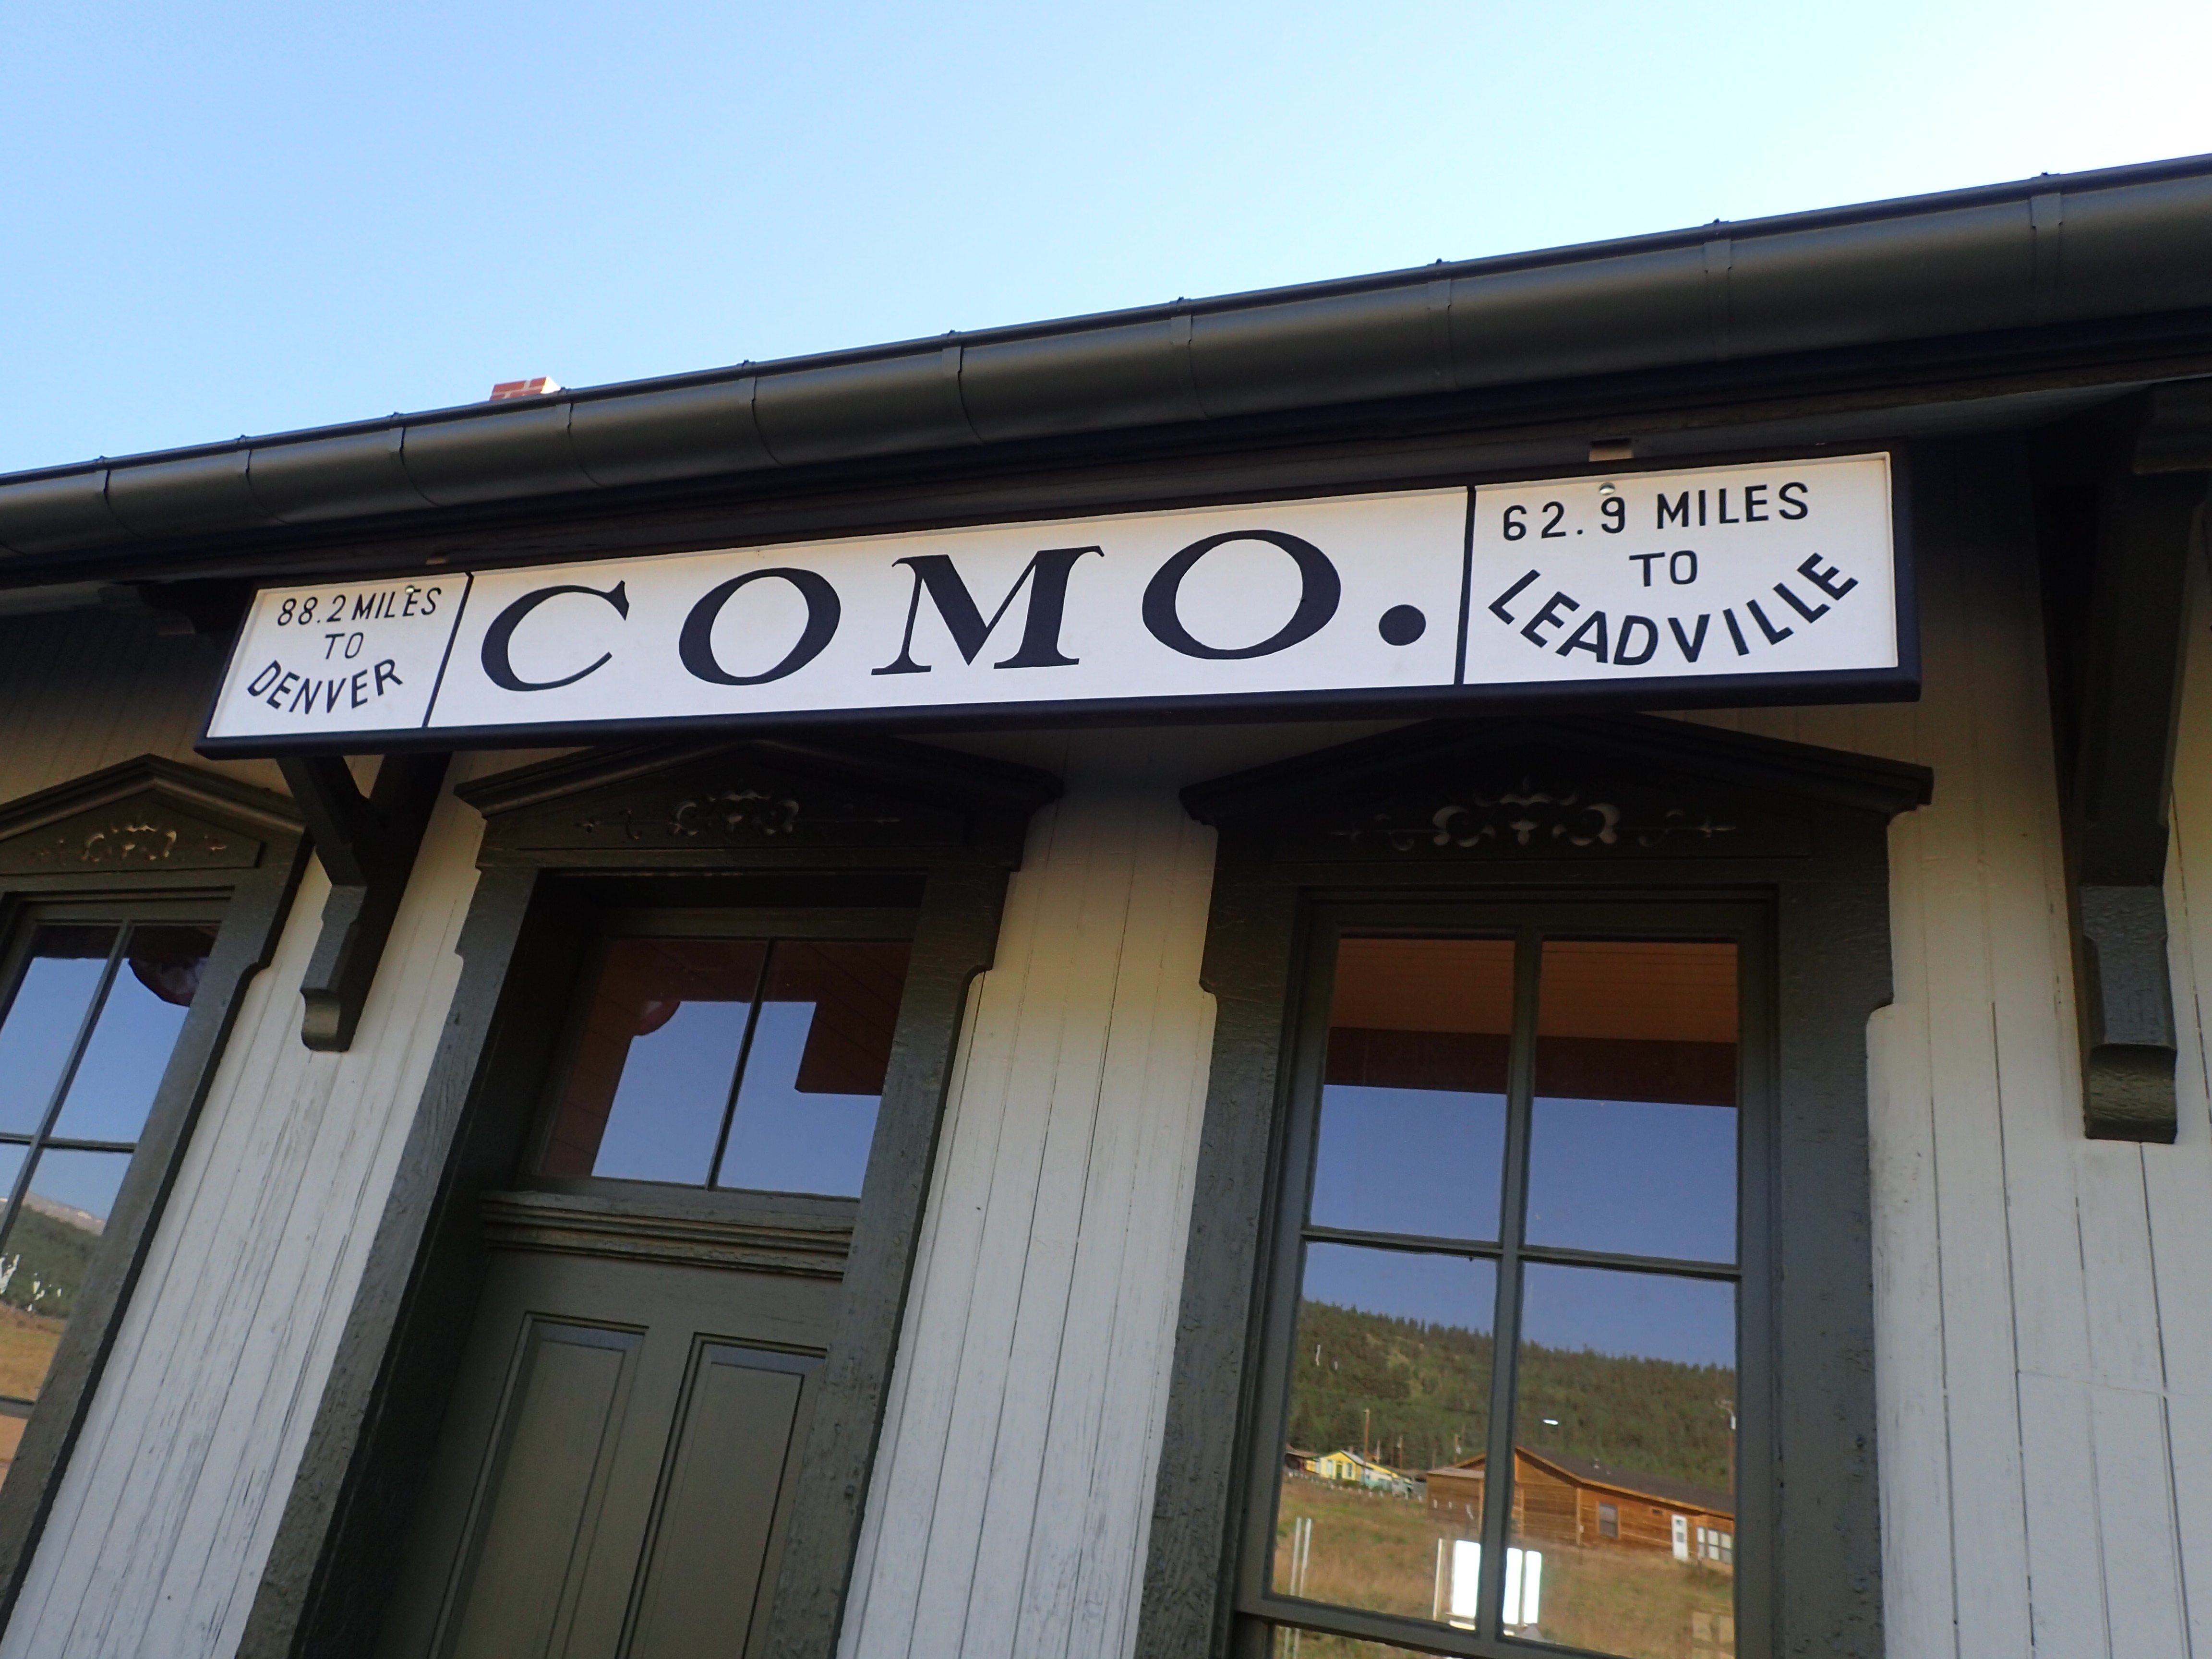 88.2 MILES
TO
DENVER
COMO.
62.9 MILES
TO
LEADVILLE